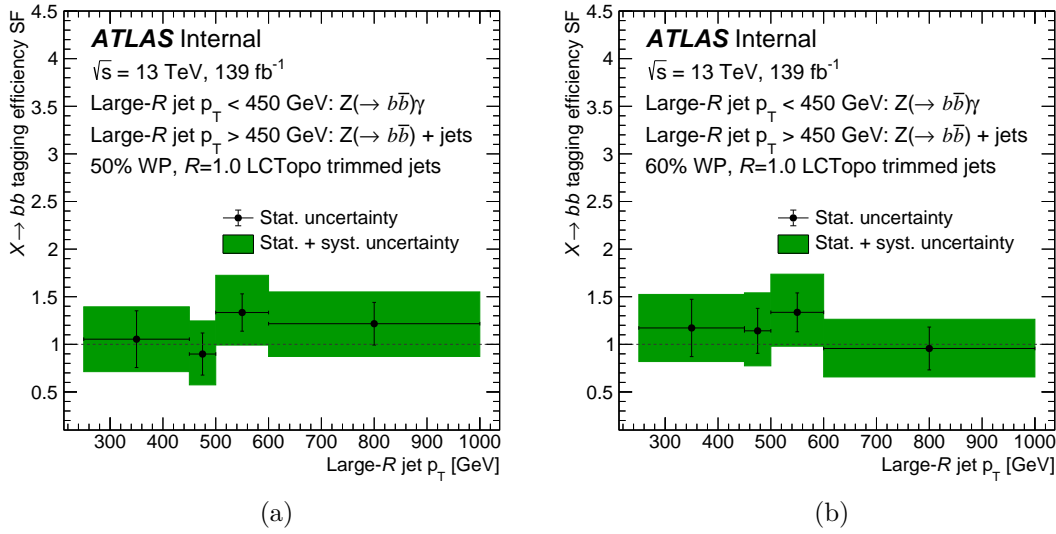 X → bb tagging efficiency SF
4.5
4
3.5
3
2.5
2
1.5
1
0.5
ATLAS Internal
√s = 13 TeV, 139 fb⁻¹
Large-R jet p_T < 450 GeV: Z(→ bb̅)γ
Large-R jet p_T > 450 GeV: Z(→ bb̅) + jets
50% WP, R=1.0 LCTopo trimmed jets
Stat. uncertainty
Stat. + syst. uncertainty
300 400 500 600 700 800 900 1000
Large-R jet p_T [GeV]
(a)
X → bb tagging efficiency SF
4.5
4
3.5
3
2.5
2
1.5
1
0.5
ATLAS Internal
√s = 13 TeV, 139 fb⁻¹
Large-R jet p_T < 450 GeV: Z(→ bb̅)γ
Large-R jet p_T > 450 GeV: Z(→ bb̅) + jets
60% WP, R=1.0 LCTopo trimmed jets
Stat. uncertainty
Stat. + syst. uncertainty
300 400 500 600 700 800 900 1000
Large-R jet p_T [GeV]
(b)